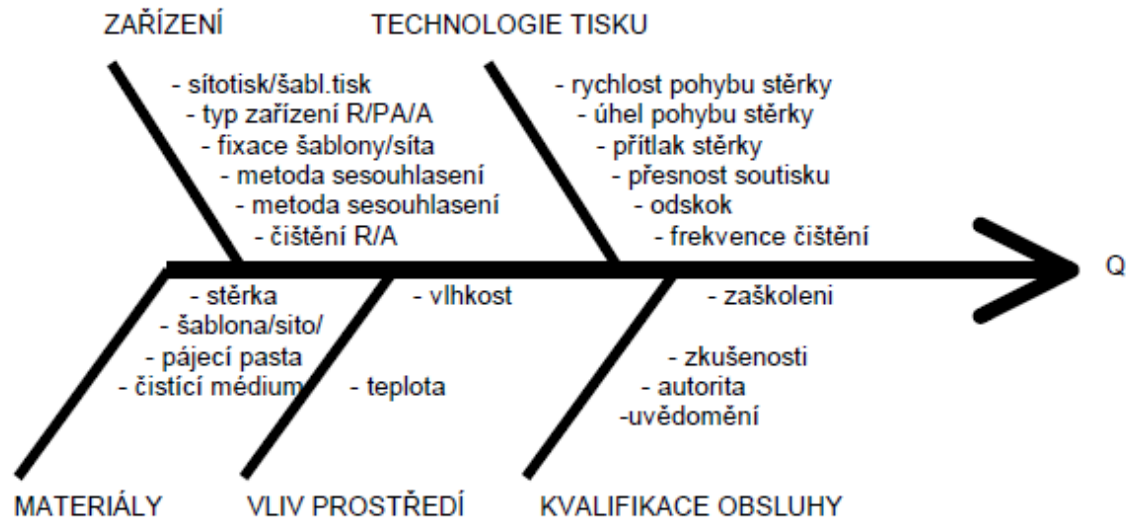 ZAŘÍZENÍ
- sítotisk/šabl.tisk
- typ zařízení R/PA/A
- fixace šablony/síta
- metoda sesouhlasení
- metoda sesouhlasení
- čištění R/A
TECHNOLOGIE TISKU
- rychlost pohybu stěrky
- úhel pohybu stěrky
- přítlak stěrky
- přesnost soutisku
- odskok
- frekvence čištění
Q
- stěrka
- šablona/sito/
- pájecí pasta
- čistící médium
MATERIÁLY
- vlhkost
- teplota
VLIV PROSTŘEDÍ
- zaškoleni
- zkušenosti
- autorita
-uvědomění
KVALIFIKACE OBSLUHY